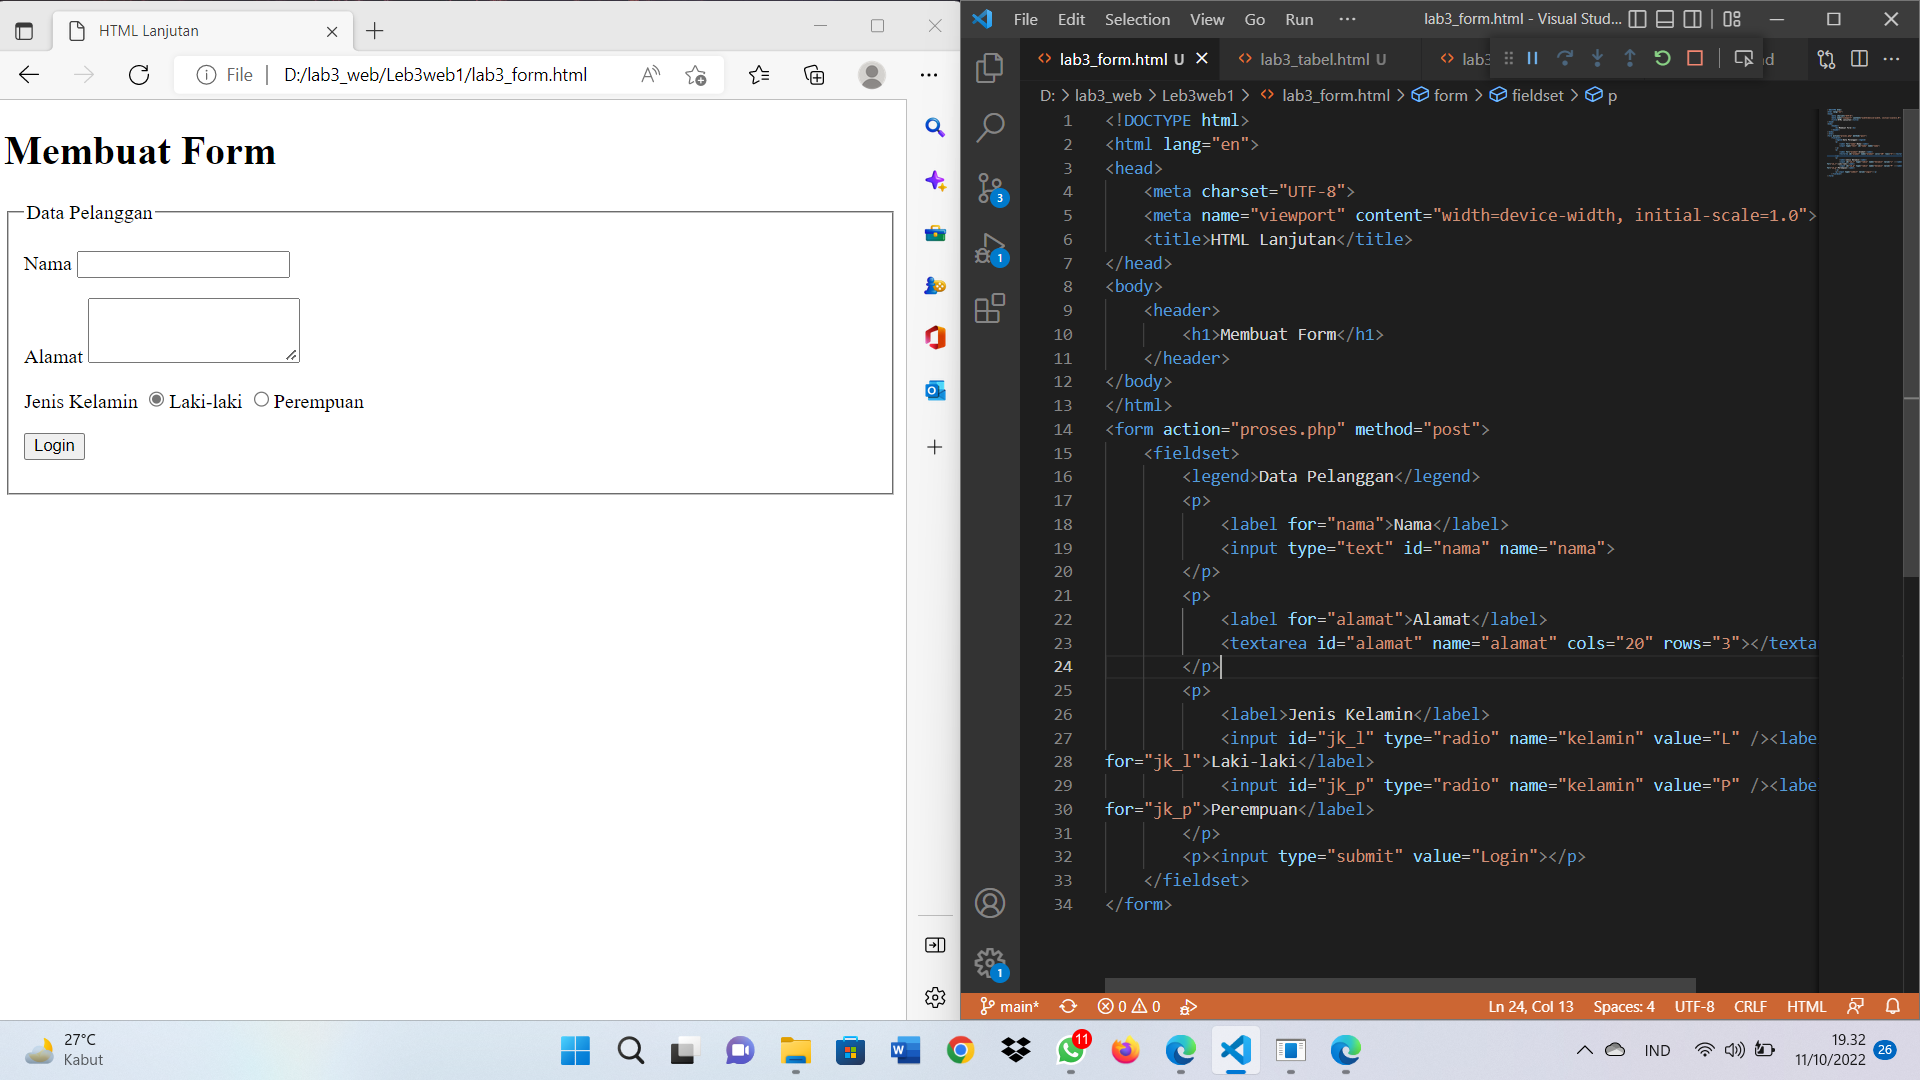 HTML Lanjutan
File
D:/lab3_web/Leb3web1/lab3_form.html
Membuat Form
Data Pelanggan
Nama
Alamat
Jenis Kelamin Laki-laki Perempuan
Login
File Edit Selection View Go Run ···
lab3_form.html - Visual Stud...
lab3_form.html U
lab3_tabel.html U
lab3
D: > lab3_web > Leb3web1 > lab3_form.html > form > fieldset > p
3
1
1
1 <!DOCTYPE html>
2 <html lang="en">
3 <head>
4 <meta charset="UTF-8">
5 <meta name="viewport" content="width=device-width, initial-scale=1.0">
6 <title>HTML Lanjutan</title>
7 </head>
8 <body>
9 <header>
10 <h1>Membuat Form</h1>
11 </header>
12 </body>
13 </html>
14 <form action="proses.php" method="post">
15 <fieldset>
16 <legend>Data Pelanggan</legend>
17 <p>
18 <label for="nama">Nama</label>
19 <input type="text" id="nama" name="nama">
20 </p>
21 <p>
22 <label for="alamat">Alamat</label>
23 <textarea id="alamat" name="alamat" cols="20" rows="3"></texta
24 </p>
25 <p>
26 <label>Jenis Kelamin</label>
27 <input id="jk_l" type="radio" name="kelamin" value="L" /><labe
28 for="jk_l">Laki-laki</label>
29 <input id="jk_p" type="radio" name="kelamin" value="P" /><labe
30 for="jk_p">Perempuan</label>
31 </p>
32 <p><input type="submit" value="Login"></p>
33 </fieldset>
34 </form>
main* 0 0
Ln 24, Col 13 Spaces: 4 UTF-8 CRLF HTML
27°C
Kabut
11
IND
19.32
11/10/2022
26